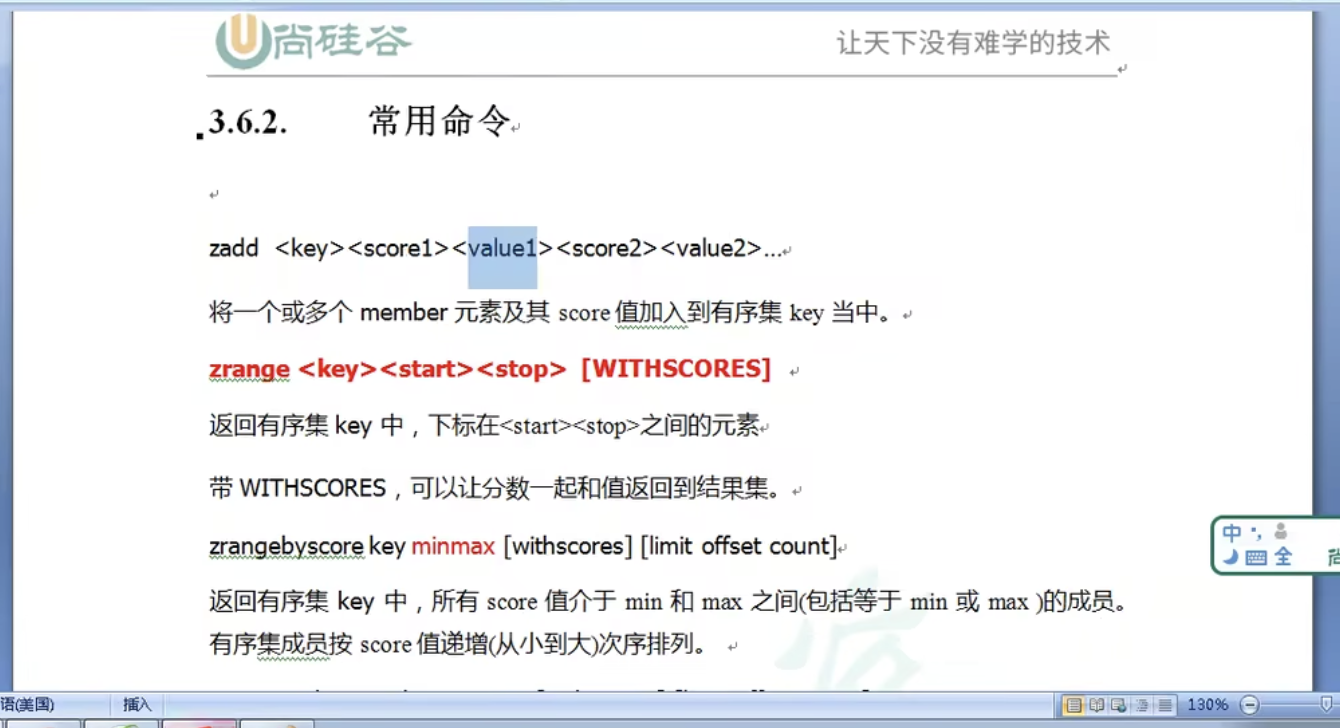 尚硅谷
让天下没有难学的技术
3.6.2. 常用命令
zadd <key><score1><value1><score2><value2>...
将一个或多个 member 元素及其 score 值加入到有序集 key 当中。
zrange <key><start><stop> [WITHSCORES]
返回有序集 key 中，下标在<start><stop>之间的元素
带 WITHSCORES，可以让分数一起和值返回到结果集。
zrangebyscore key minmax [withscores] [limit offset count]
返回有序集 key 中，所有 score 值介于 min 和 max 之间(包括等于 min 或 max )的成员。
有序集成员按 score 值递增(从小到大)次序排列。
中 全
语(美国) 插入 130%